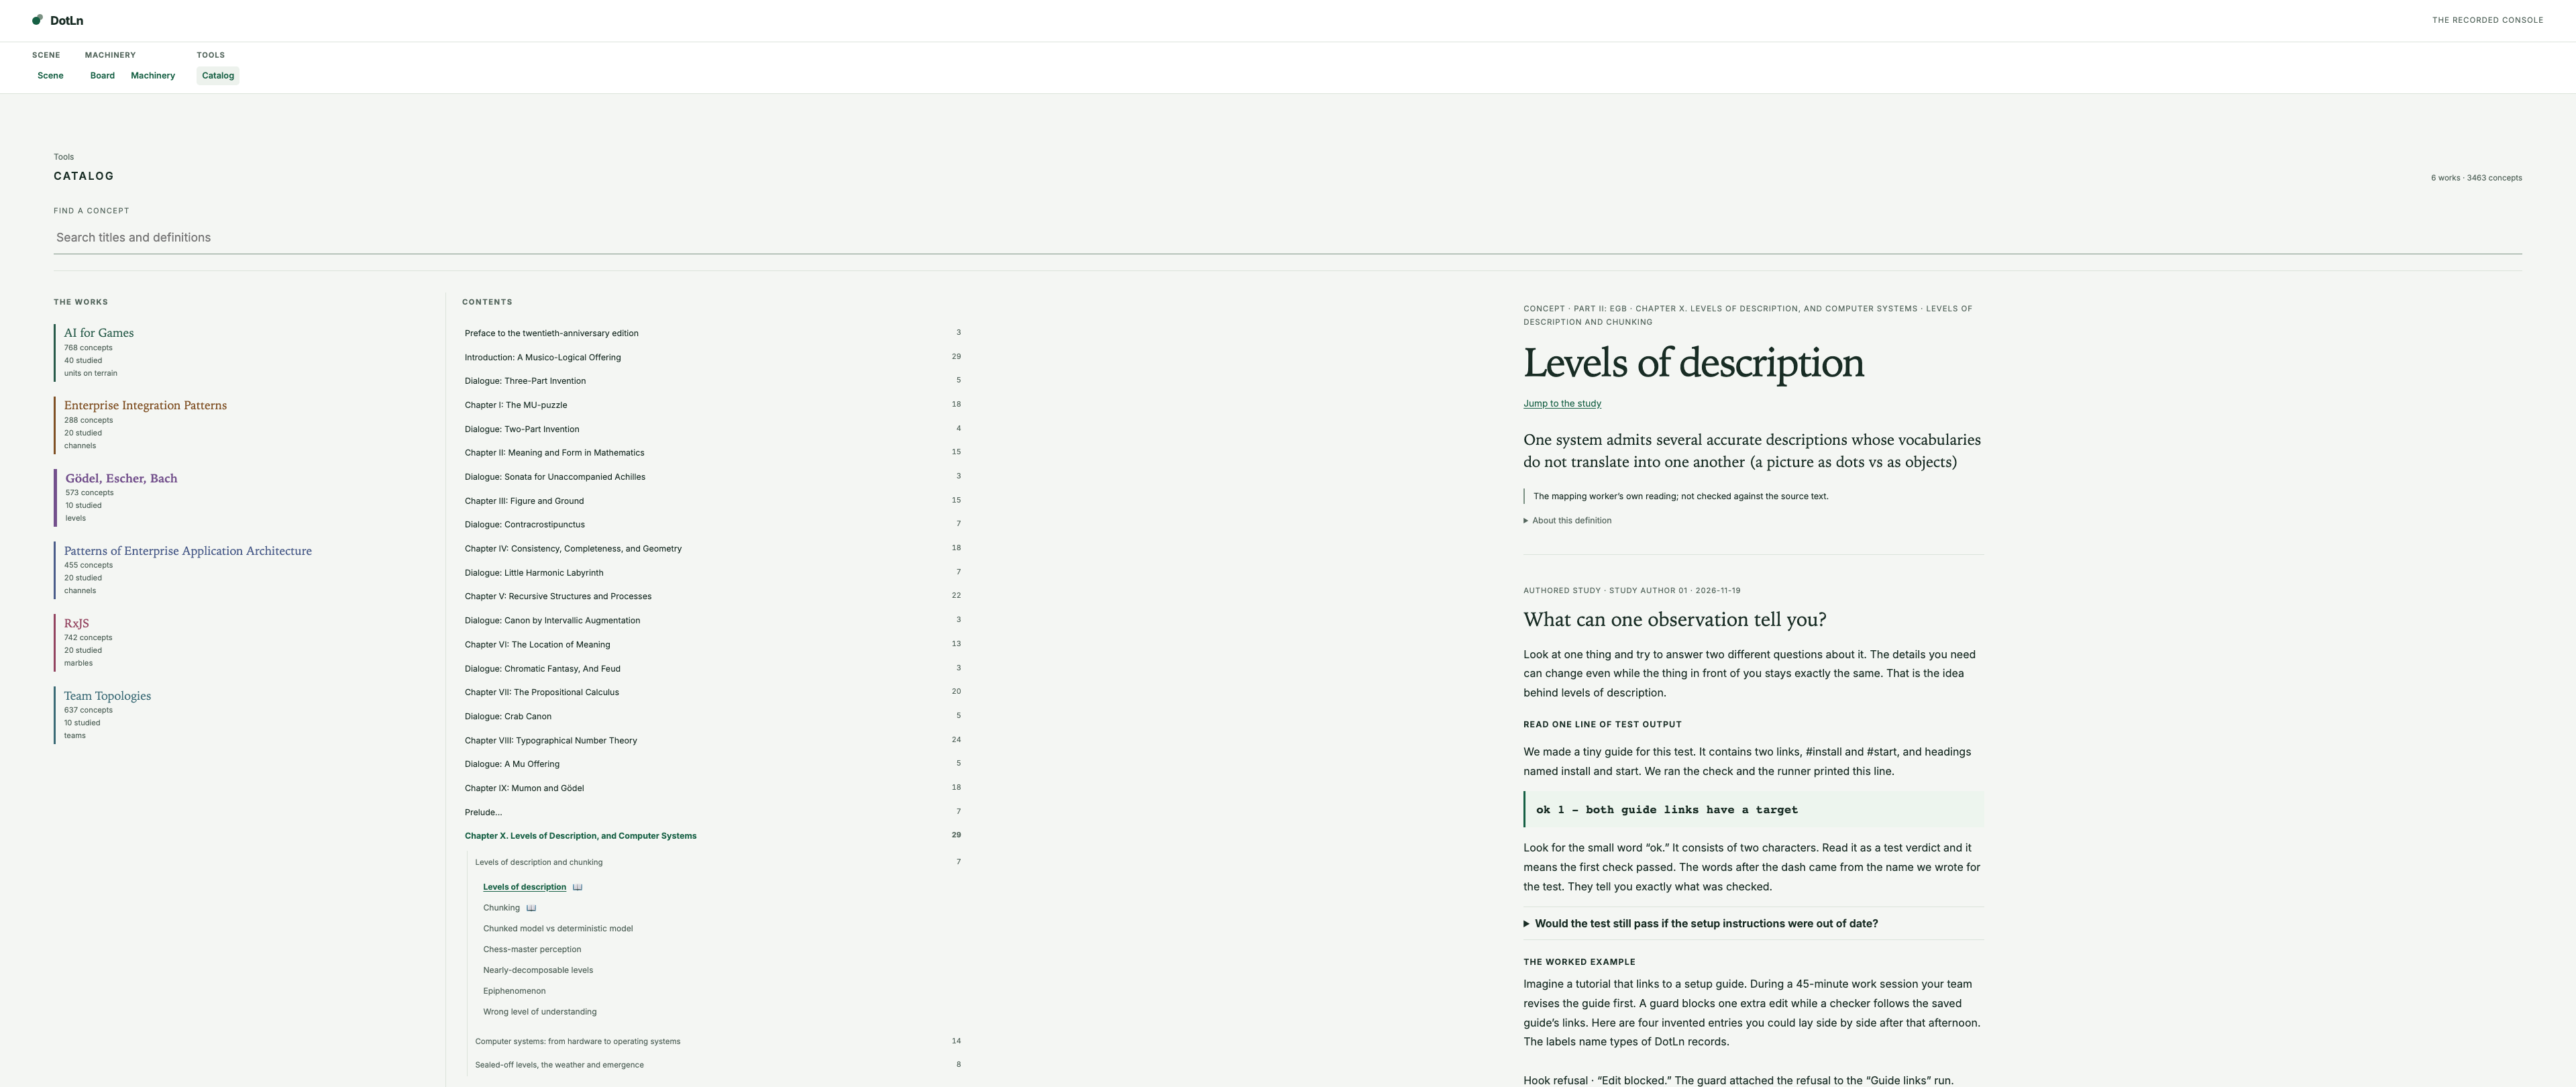 DotLn
THE RECORDED CONSOLE
SCENE
MACHINERY
TOOLS
Scene
Board
Machinery
Catalog
Tools
CATALOG
6 works · 3463 concepts
FIND A CONCEPT
Search titles and definitions
THE WORKS
AI for Games
768 concepts
40 studied
units on terrain
Enterprise Integration Patterns
288 concepts
20 studied
channels
Gödel, Escher, Bach
573 concepts
10 studied
levels
Patterns of Enterprise Application Architecture
455 concepts
20 studied
channels
RxJS
742 concepts
20 studied
marbles
Team Topologies
637 concepts
10 studied
teams
CONTENTS
Preface to the twentieth-anniversary edition 3
Introduction: A Musico-Logical Offering 29
Dialogue: Three-Part Invention 5
Chapter I: The MU-puzzle 18
Dialogue: Two-Part Invention 4
Chapter II: Meaning and Form in Mathematics 15
Dialogue: Sonata for Unaccompanied Achilles 3
Chapter III: Figure and Ground 15
Dialogue: Contracrostipunctus 7
Chapter IV: Consistency, Completeness, and Geometry 18
Dialogue: Little Harmonic Labyrinth 7
Chapter V: Recursive Structures and Processes 22
Dialogue: Canon by Intervallic Augmentation 3
Chapter VI: The Location of Meaning 13
Dialogue: Chromatic Fantasy, And Feud 3
Chapter VII: The Propositional Calculus 20
Dialogue: Crab Canon 5
Chapter VIII: Typographical Number Theory 24
Dialogue: A Mu Offering 5
Chapter IX: Mumon and Gödel 18
Prelude... 7
Chapter X. Levels of Description, and Computer Systems 29
Levels of description and chunking 7
Levels of description
Chunking
Chunked model vs deterministic model
Chess-master perception
Nearly-decomposable levels
Epiphenomenon
Wrong level of understanding
Computer systems: from hardware to operating systems 14
Sealed-off levels, the weather and emergence 8
CONCEPT · PART II: EGB · CHAPTER X. LEVELS OF DESCRIPTION, AND COMPUTER SYSTEMS · LEVELS OF
DESCRIPTION AND CHUNKING
Levels of description
Jump to the study
One system admits several accurate descriptions whose vocabularies
do not translate into one another (a picture as dots vs as objects)
The mapping worker’s own reading; not checked against the source text.
About this definition
AUTHORED STUDY · STUDY AUTHOR 01 · 2026-11-19
What can one observation tell you?
Look at one thing and try to answer two different questions about it. The details you need
can change even while the thing in front of you stays exactly the same. That is the idea
behind levels of description.
READ ONE LINE OF TEST OUTPUT
We made a tiny guide for this test. It contains two links, #install and #start, and headings
named install and start. We ran the check and the runner printed this line.
ok 1 – both guide links have a target
Look for the small word “ok.” It consists of two characters. Read it as a test verdict and it
means the first check passed. The words after the dash came from the name we wrote for
the test. They tell you exactly what was checked.
Would the test still pass if the setup instructions were out of date?
THE WORKED EXAMPLE
Imagine a tutorial that links to a setup guide. During a 45-minute work session your team
revises the guide first. A guard blocks one extra edit while a checker follows the saved
guide’s links. Here are four invented entries you could lay side by side after that afternoon.
The labels name types of DotLn records.
Hook refusal · “Edit blocked.” The guard attached the refusal to the “Guide links” run.